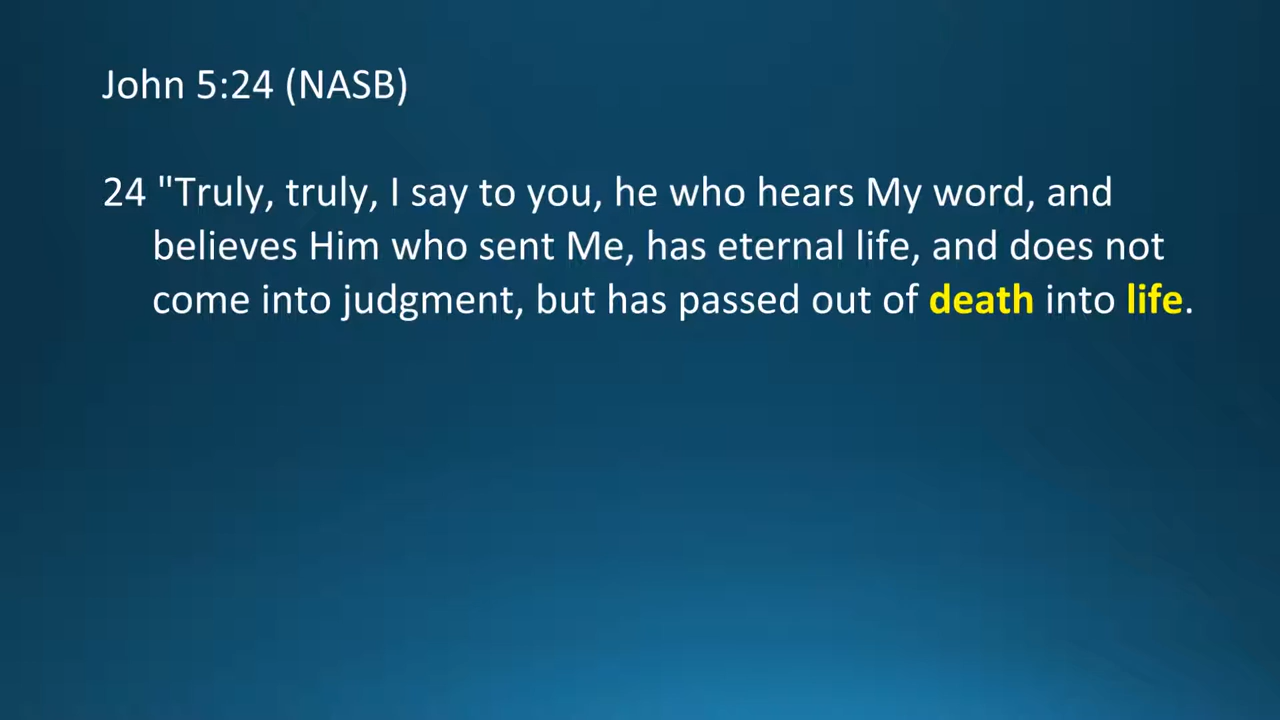 John 5:24 (NASB)
24 "Truly, truly, I say to you, he who hears My word, and
believes Him who sent Me, has eternal life, and does not
come into judgment, but has passed out of death into life.